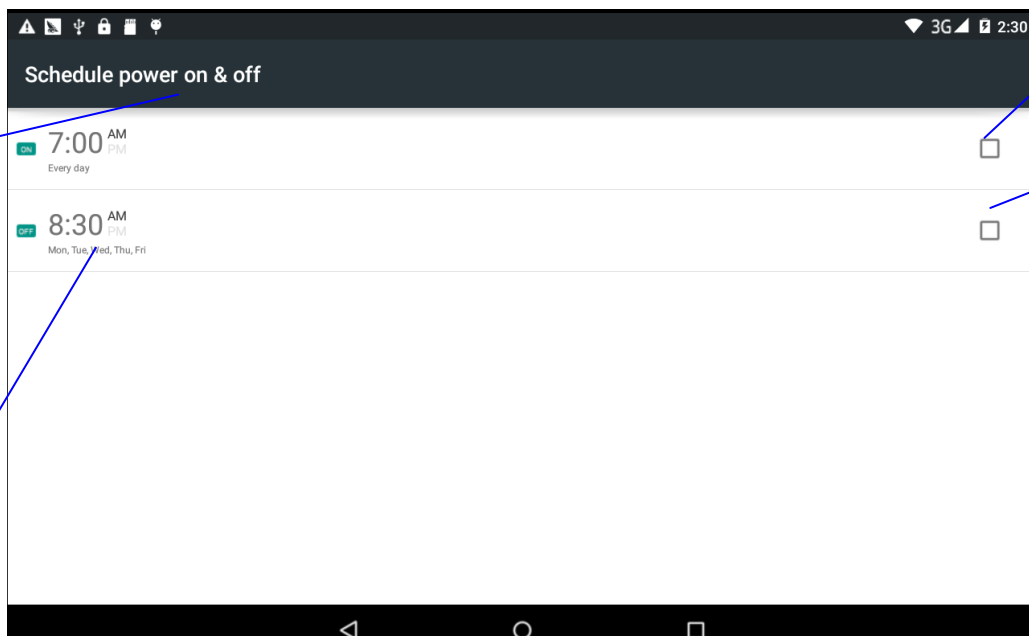 3G 2:30
Schedule power on & off
ON 7:00 AM
PM
Every day
OFF 8:30 AM
PM
Mon, Tue, Wed, Thu, Fri